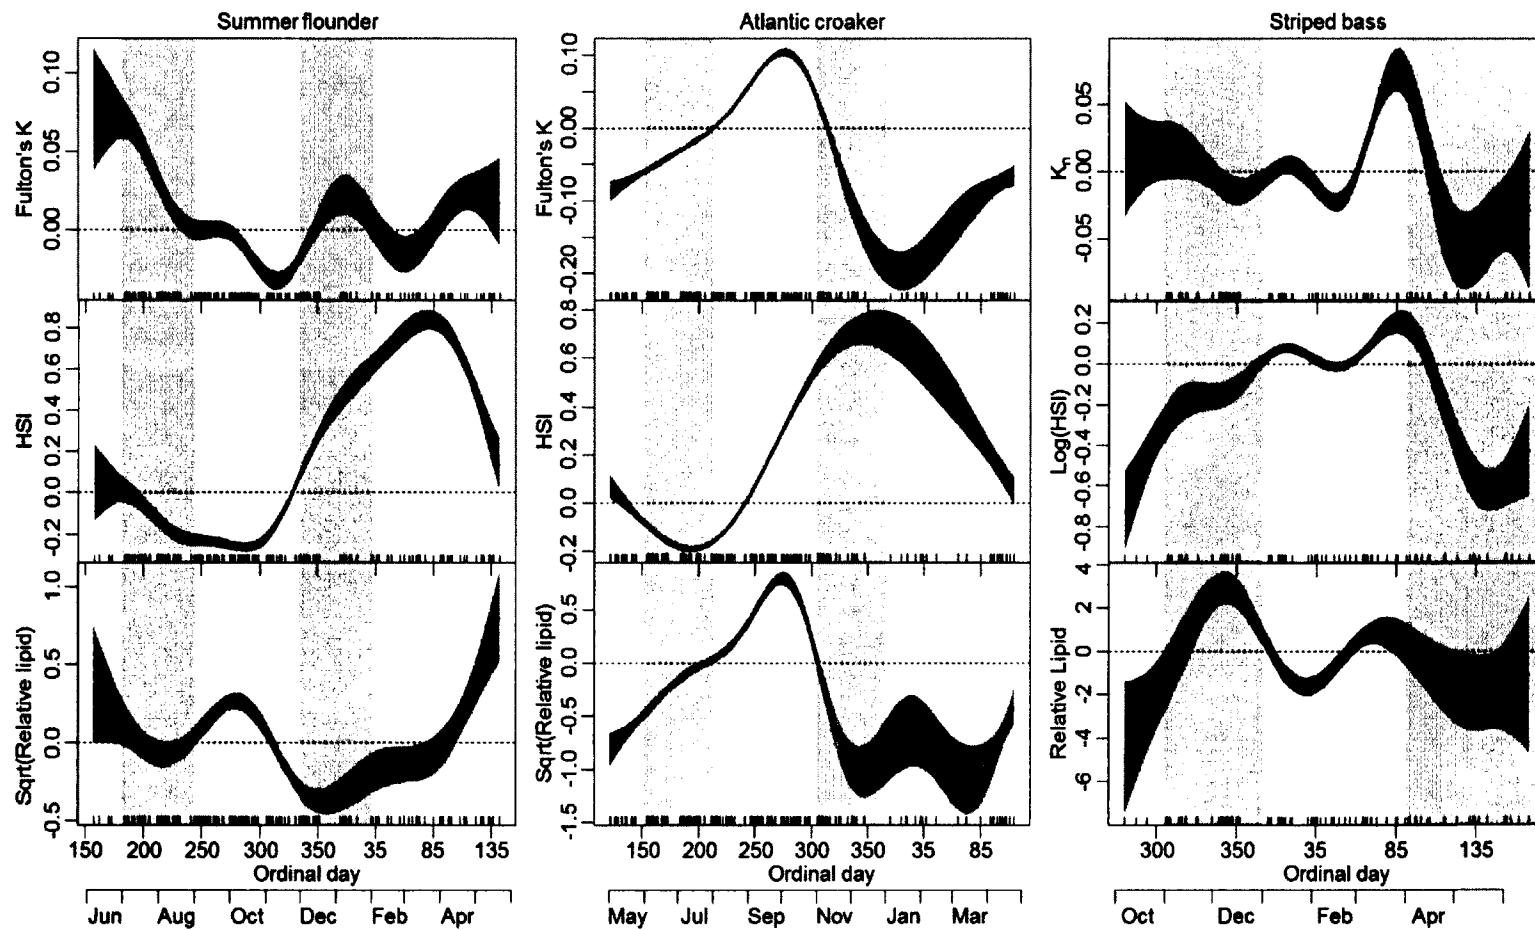 Summer flounder Atlantic croaker Striped bass
Fulton's K
0.10
0.05
0.00
Fulton's K
0.10
0.00
-0.10
-0.20
Kn
0.05
0.00
-0.05
HSI
0.8
0.6
0.4
0.2
0.0
-0.2
HSI
0.8
0.6
0.4
0.2
0.0
-0.2
Log(HSI)
0.2
0.0
-0.2
-0.4
-0.6
-0.8
Sqrt(Relative lipid)
1.0
0.5
0.0
-0.5
Sqrt(Relative lipid)
0.5
0.0
-0.5
-1.0
-1.5
Relative Lipid
4
2
0
-2
-4
-6
150 200 250 300 350 35 85 135
Ordinal day
Jun Aug Oct Dec Feb Apr
150 200 250 300 350 35 85
Ordinal day
May Jul Sep Nov Jan Mar
300 350 35 85 135
Ordinal day
Oct Dec Feb Apr